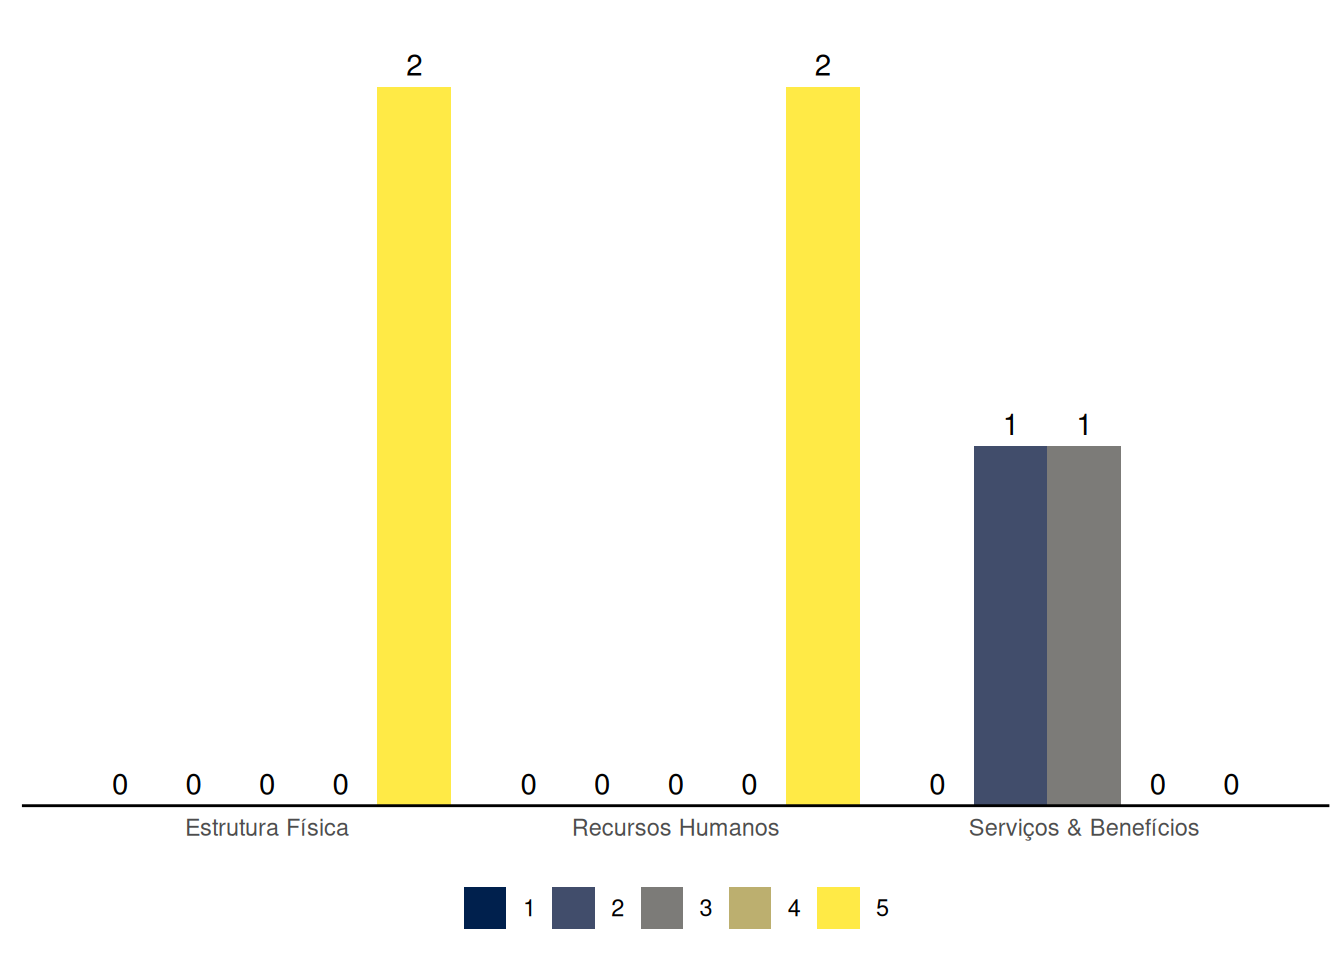 2 2
1 1
0 0 0 0 0 0 0 0 0 0 0
Estrutura Física Recursos Humanos Serviços & Benefícios
1 2 3 4 5